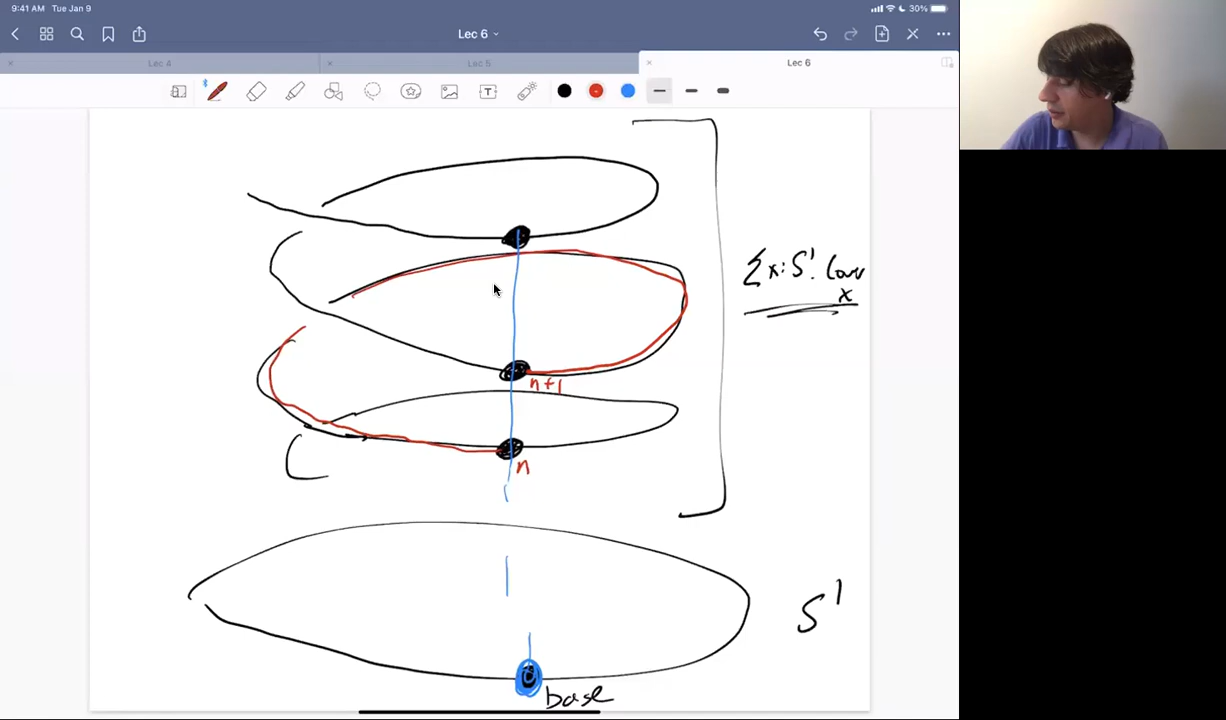 9:41 AM Tue Jan 9
30%
Lec 6
Lec 4
Lec 5
Lec 6
T
Σx:S¹. Cover x
n+1
n
S¹
base